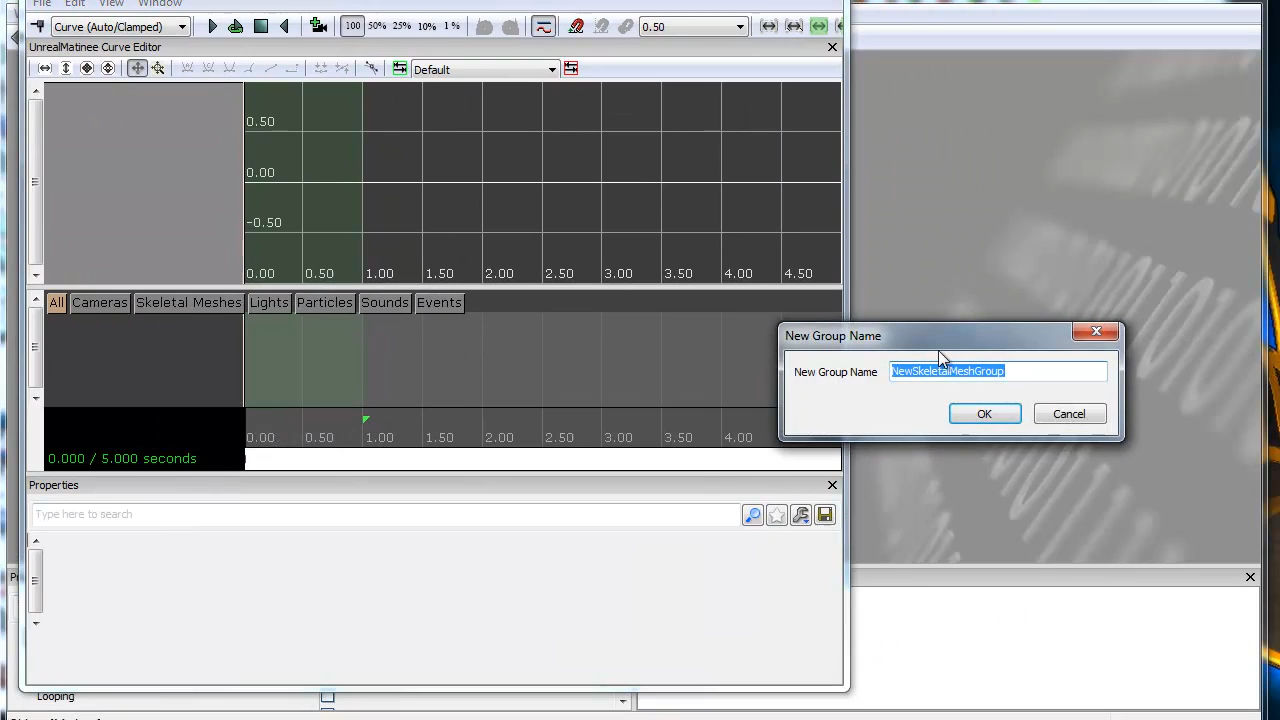 File Edit View Window
Curve (Auto/Clamped) 100 50% 25% 10% 1 % 0.50
UnrealMatinee Curve Editor
Default
0.50
0.00
-0.50
0.00 0.50 1.00 1.50 2.00 2.50 3.00 3.50 4.00 4.50
All Cameras Skeletal Meshes Lights Particles Sounds Events
New Group Name
New Group Name NewSkeletalMeshGroup
OK Cancel
0.00 0.50 1.00 1.50 2.00 2.50 3.00 3.50 4.00
0.000 / 5.000 seconds
Properties
Type here to search
Looping